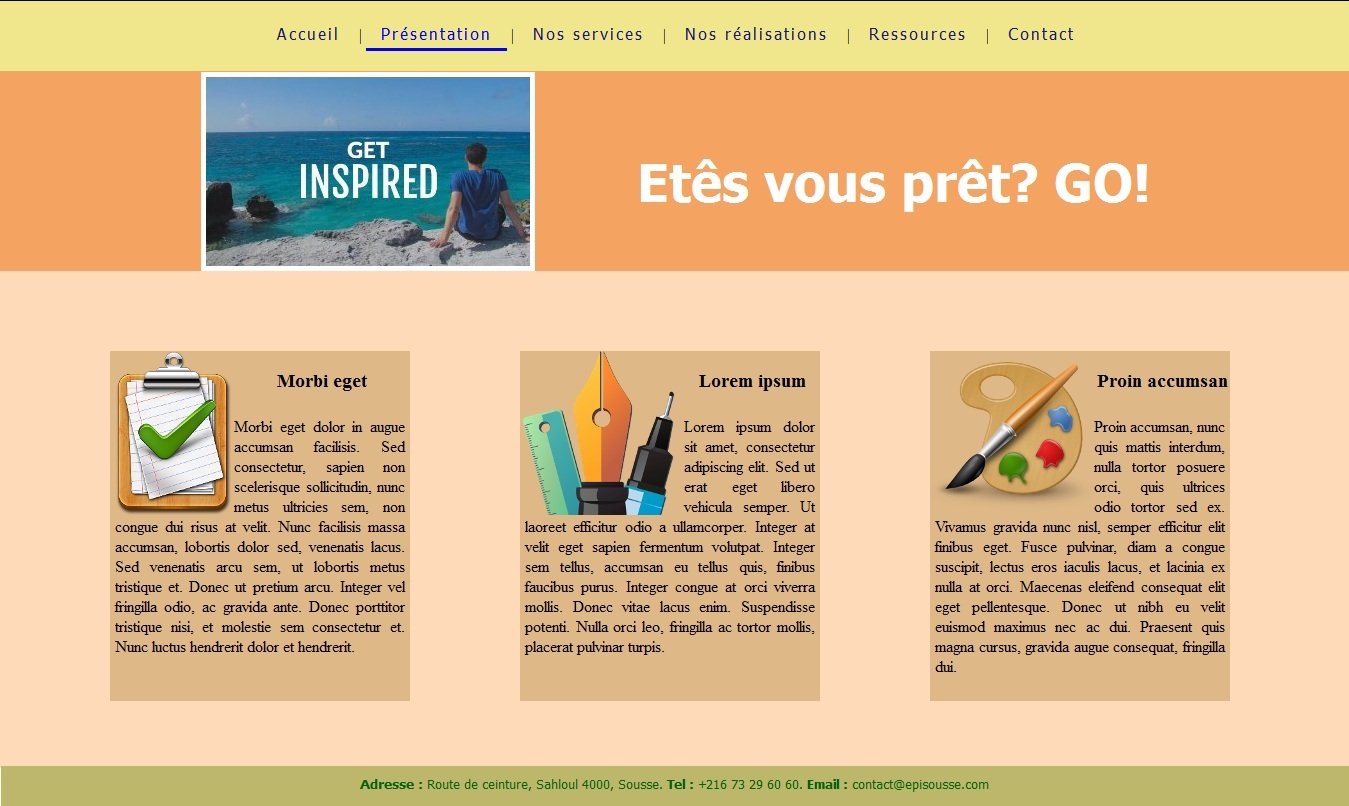 Accueil | Présentation | Nos services | Nos réalisations | Ressources | Contact
GET
INSPIRED
Etês vous prêt? GO!
Morbi eget
Morbi eget dolor in augue
accumsan facilisis. Sed
consectetur, sapien non
scelerisque sollicitudin, nunc
metus ultricies sem, non
congue dui risus at velit. Nunc facilisis massa
accumsan, lobortis dolor sed, venenatis lacus.
Sed venenatis arcu sem, ut lobortis metus
tristique et. Donec ut pretium arcu. Integer vel
fringilla odio, ac gravida ante. Donec porttitor
tristique nisi, et molestie sem consectetur et.
Nunc luctus hendrerit dolor et hendrerit.
Lorem ipsum
Lorem ipsum dolor
sit amet, consectetur
adipiscing elit. Sed ut
erat eget libero
vehicula semper. Ut
laoreet efficitur odio a ullamcorper. Integer at
velit eget sapien fermentum volutpat. Integer
sem tellus, accumsan eu tellus quis, finibus
faucibus purus. Integer congue at orci viverra
mollis. Donec vitae lacus enim. Suspendisse
potenti. Nulla orci leo, fringilla ac tortor mollis,
placerat pulvinar turpis.
Proin accumsan
Proin accumsan, nunc
quis mattis interdum,
nulla tortor posuere
orci, quis ultrices
odio tortor sed ex.
Vivamus gravida nunc nisl, semper efficitur elit
finibus eget. Fusce pulvinar, diam a congue
suscipit, lectus eros iaculis lacus, et lacinia ex
nulla at orci. Maecenas eleifend consequat elit
eget pellentesque. Donec ut nibh eu velit
euismod maximus nec ac dui. Praesent quis
magna cursus, gravida augue consequat, fringilla
dui.
Adresse : Route de ceinture, Sahloul 4000, Sousse. Tel : +216 73 29 60 60. Email : contact@episousse.com